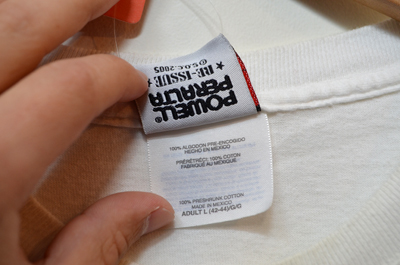 POWELL®
PERALTA
★ RE-ISSUE ★
100% ALGODON PRE-ENCOGIDO
HECHO EN MEXICO
PRÉRÉTRÉCI 100% COTON
FABRIQUÉ AU MEXIQUE
100% PRESHRUNK COTTON
MADE IN MEXICO
ADULT L (42-44)/G/G